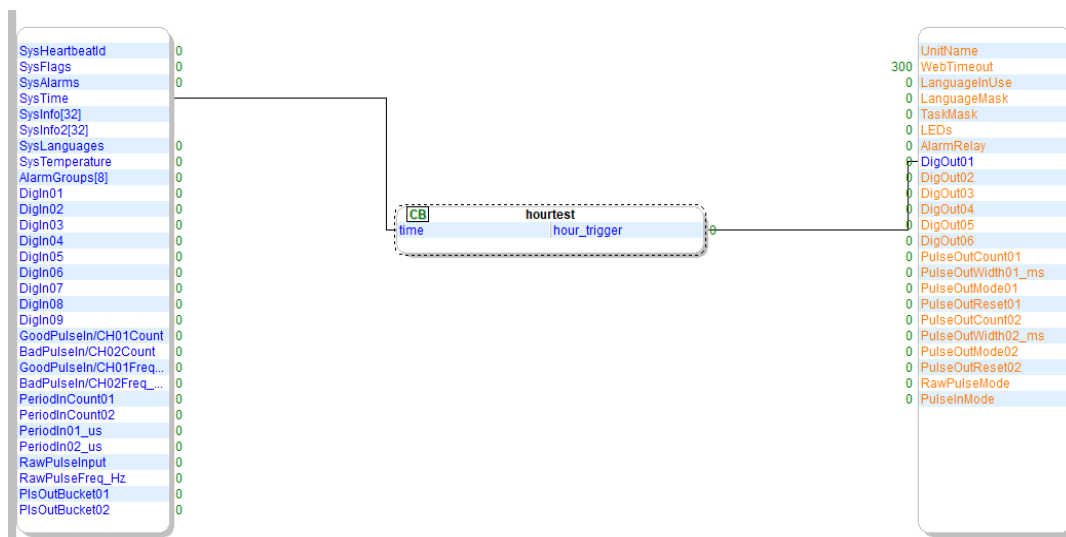 SysHeartbeatId 0
SysFlags 0
SysAlarms 0
SysTime
SysInfo[32]
SysInfo2[32]
SysLanguages 0
SysTemperature 0
AlarmGroups[8] 0
DigIn01 0
DigIn02 0
DigIn03 0
DigIn04 0
DigIn05 0
DigIn06 0
DigIn07 0
DigIn08 0
DigIn09 0
GoodPulseIn/CH01Count 0
BadPulseIn/CH02Count 0
GoodPulseIn/CH01Freq... 0
BadPulseIn/CH02Freq_... 0
PeriodInCount01 0
PeriodInCount02 0
PeriodIn01_us 0
PeriodIn02_us 0
RawPulseInput 0
RawPulseFreq_Hz 0
PlsOutBucket01 0
PlsOutBucket02 0
CB hourtest
time hour_trigger 0
UnitName
300 WebTimeout
0 LanguageInUse
0 LanguageMask
0 TaskMask
0 LEDs
0 AlarmRelay
0 DigOut01
0 DigOut02
0 DigOut03
0 DigOut04
0 DigOut05
0 DigOut06
0 PulseOutCount01
0 PulseOutWidth01_ms
0 PulseOutMode01
0 PulseOutReset01
0 PulseOutCount02
0 PulseOutWidth02_ms
0 PulseOutMode02
0 PulseOutReset02
0 RawPulseMode
0 PulseInMode